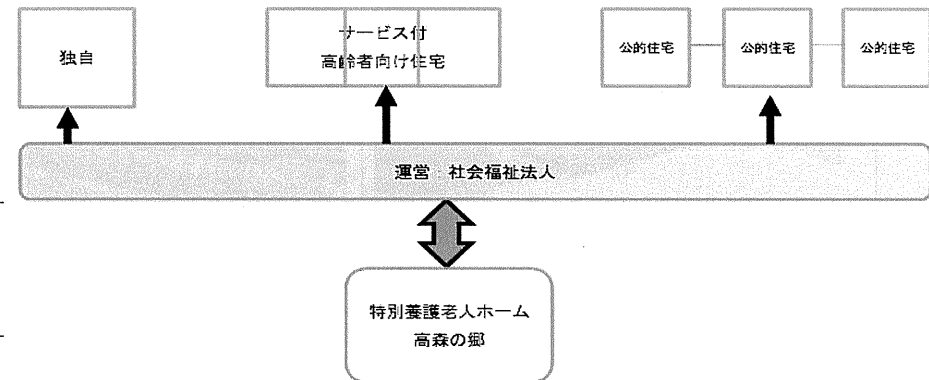 独自
サービス付
高齢者向け住宅
公的住宅
公的住宅
公的住宅
運営：社会福祉法人
特別養護老人ホーム
高森の郷